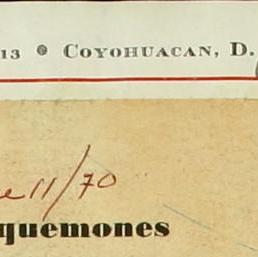 13 • COYOHUACAN, D.
e 11/70
quemones